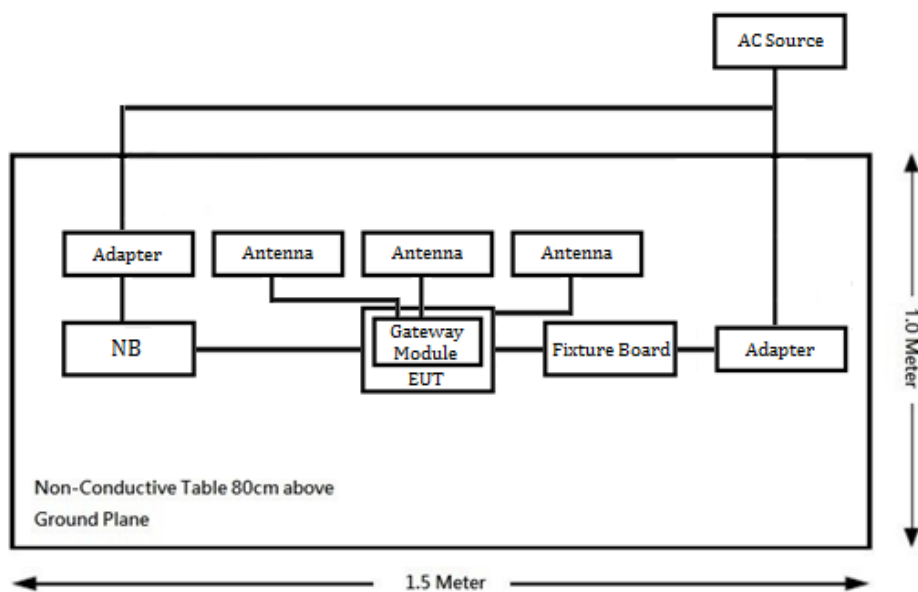 AC Source
Adapter
Antenna
Antenna
Antenna
NB
Gateway
Module
EUT
Fixture Board
Adapter
1.0 Meter
Non-Conductive Table 80cm above
Ground Plane
1.5 Meter